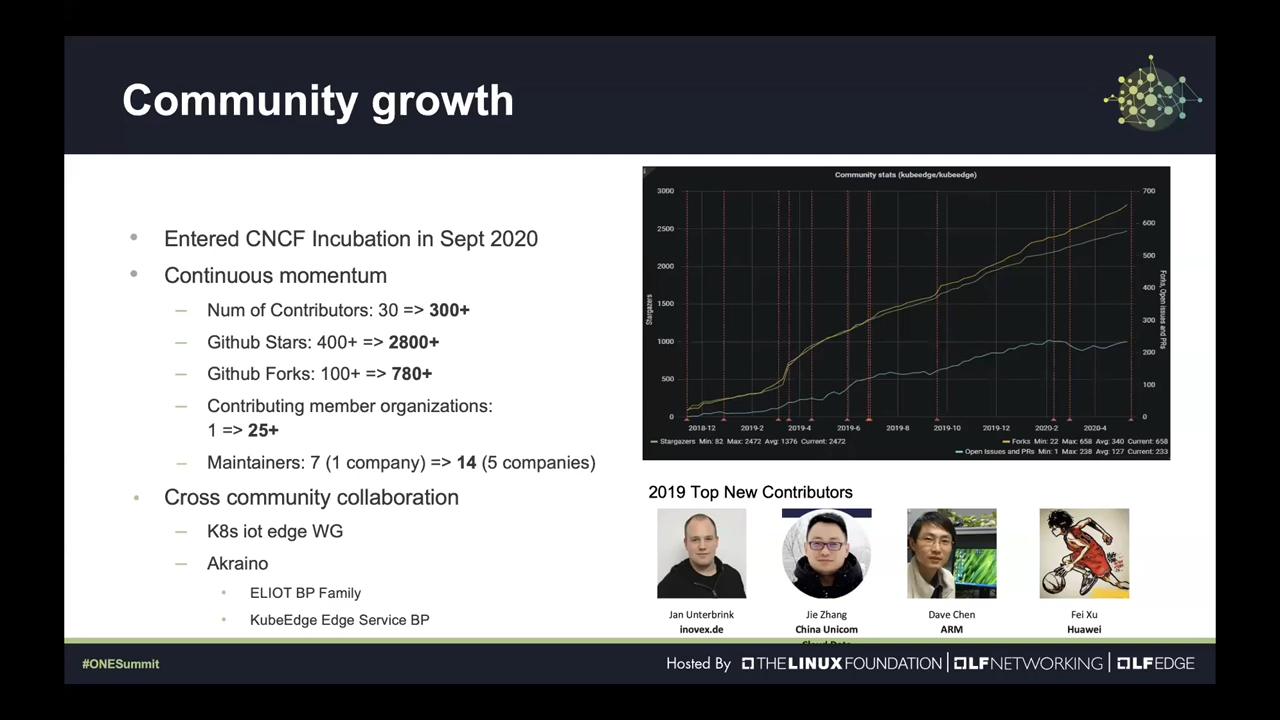 Community growth
• Entered CNCF Incubation in Sept 2020
• Continuous momentum
– Num of Contributors: 30 => 300+
– Github Stars: 400+ => 2800+
– Github Forks: 100+ => 780+
– Contributing member organizations:
1 => 25+
– Maintainers: 7 (1 company) => 14 (5 companies)
• Cross community collaboration
– K8s iot edge WG
– Akraino
• ELIOT BP Family
• KubeEdge Edge Service BP
Community stats (kubeedge/kubeedge)
3000
2500
2000
1500
1000
500
0
Stargazers
700
600
500
400
300
200
100
0
Forks, Open issues and PRs
2018-12 2019-2 2019-4 2019-6 2019-8 2019-10 2019-12 2020-2 2020-4
Stargazers Min: 82 Max: 2472 Avg: 1376 Current: 2472
Forks Min: 22 Max: 658 Avg: 340 Current: 658
Open Issues and PRs Min: 1 Max: 238 Avg: 127 Current: 233
2019 Top New Contributors
Jan Unterbrink
inovex.de
Jie Zhang
China Unicom
Dave Chen
ARM
Fei Xu
Huawei
#ONESummit
Hosted By THE LINUX FOUNDATION | LF NETWORKING | LF EDGE